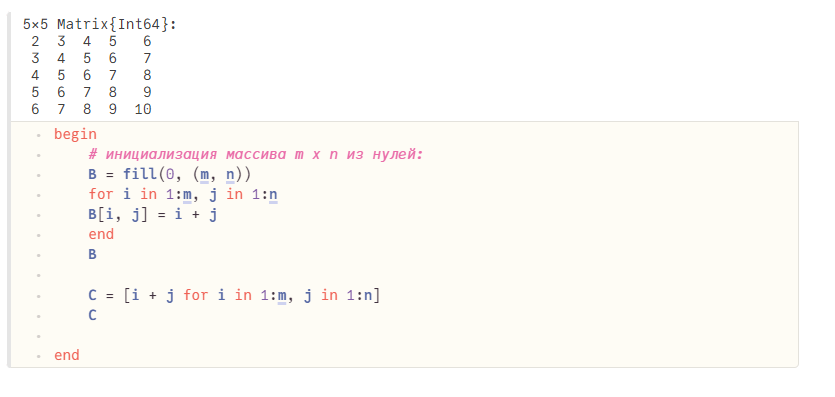 5×5 Matrix{Int64}:
 2  3  4  5   6
 3  4  5  6   7
 4  5  6  7   8
 5  6  7  8   9
 6  7  8  9  10
begin
    # инициализация массива m x n из нулей:
    B = fill(0, (m, n))
    for i in 1:m, j in 1:n
    B[i, j] = i + j
    end
    B
    C = [i + j for i in 1:m, j in 1:n]
    C
end